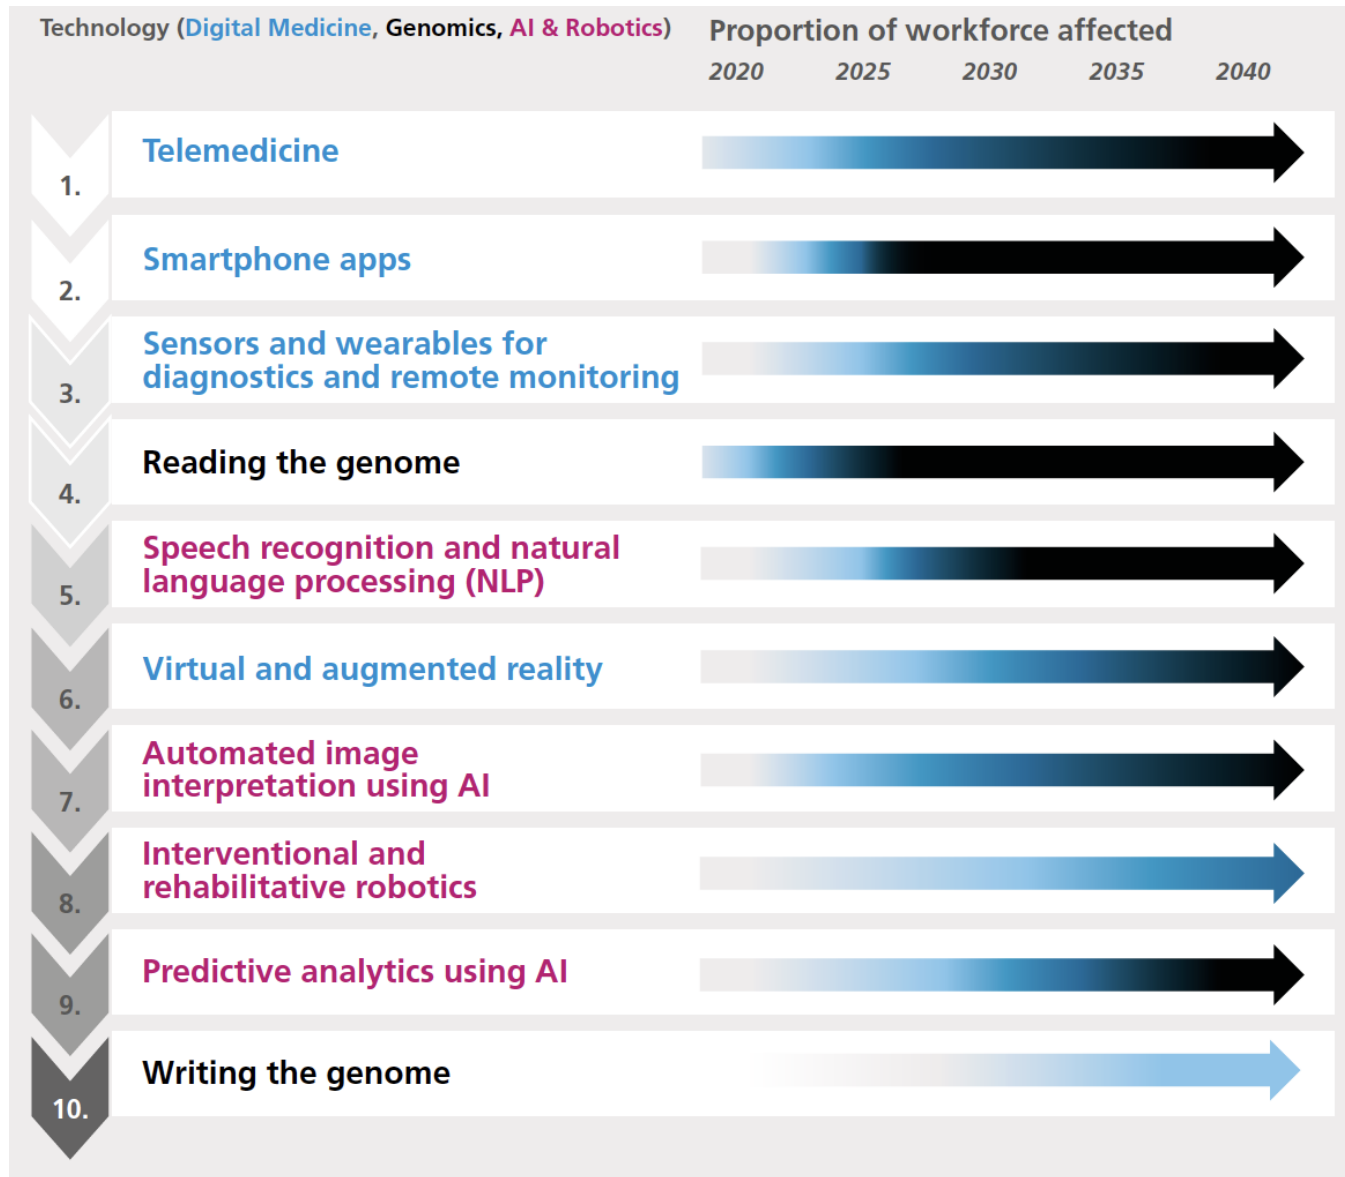 Technology (Digital Medicine, Genomics, AI & Robotics)
Proportion of workforce affected
2020 2025 2030 2035 2040
1.
Telemedicine
2.
Smartphone apps
3.
Sensors and wearables for
diagnostics and remote monitoring
4.
Reading the genome
5.
Speech recognition and natural
language processing (NLP)
6.
Virtual and augmented reality
7.
Automated image
interpretation using AI
8.
Interventional and
rehabilitative robotics
9.
Predictive analytics using AI
10.
Writing the genome